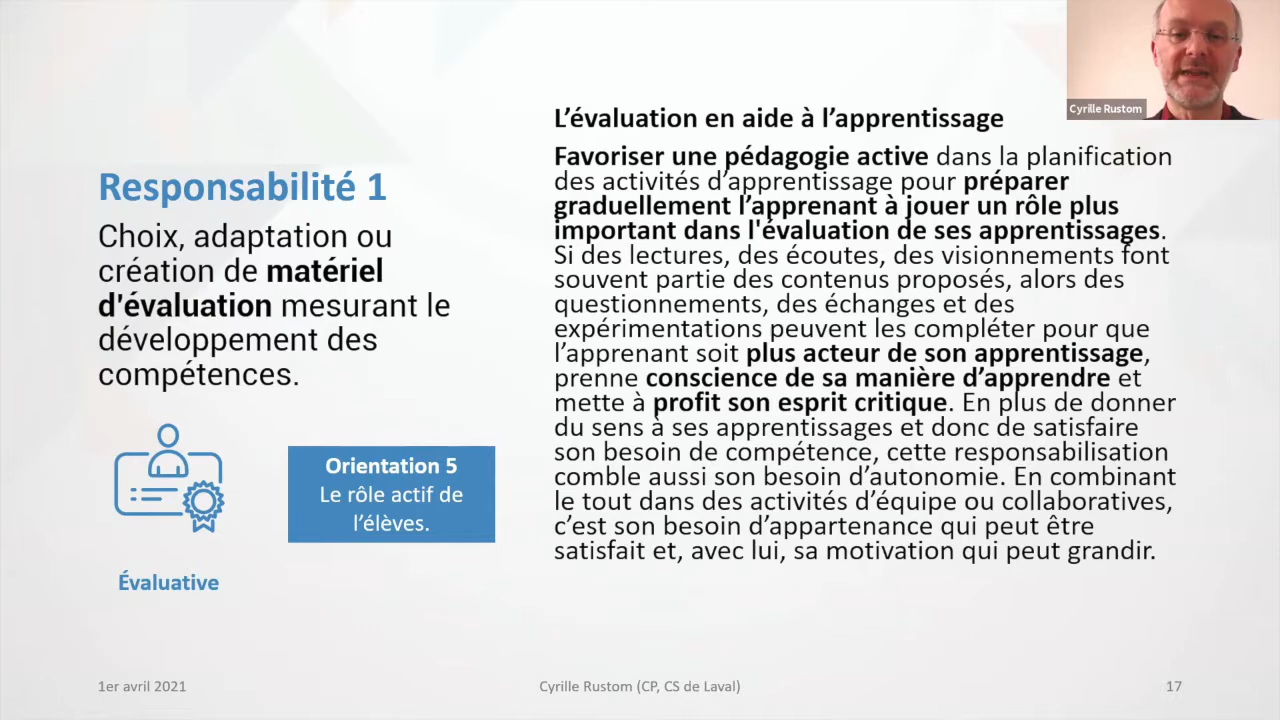 Cyrille Rustom
Responsabilité 1
Choix, adaptation ou
création de matériel
d'évaluation mesurant le
développement des
compétences.
Orientation 5
Le rôle actif de
l’élèves.
Évaluative
L’évaluation en aide à l’apprentissage
Favoriser une pédagogie active dans la planification
des activités d’apprentissage pour préparer
graduellement l’apprenant à jouer un rôle plus
important dans l'évaluation de ses apprentissages.
Si des lectures, des écoutes, des visionnements font
souvent partie des contenus proposés, alors des
questionnements, des échanges et des
expérimentations peuvent les compléter pour que
l’apprenant soit plus acteur de son apprentissage,
prenne conscience de sa manière d’apprendre et
mette à profit son esprit critique. En plus de donner
du sens à ses apprentissages et donc de satisfaire
son besoin de compétence, cette responsabilisation
comble aussi son besoin d’autonomie. En combinant
le tout dans des activités d’équipe ou collaboratives,
c’est son besoin d’appartenance qui peut être
satisfait et, avec lui, sa motivation qui peut grandir.
1er avril 2021
Cyrille Rustom (CP, CS de Laval)
17